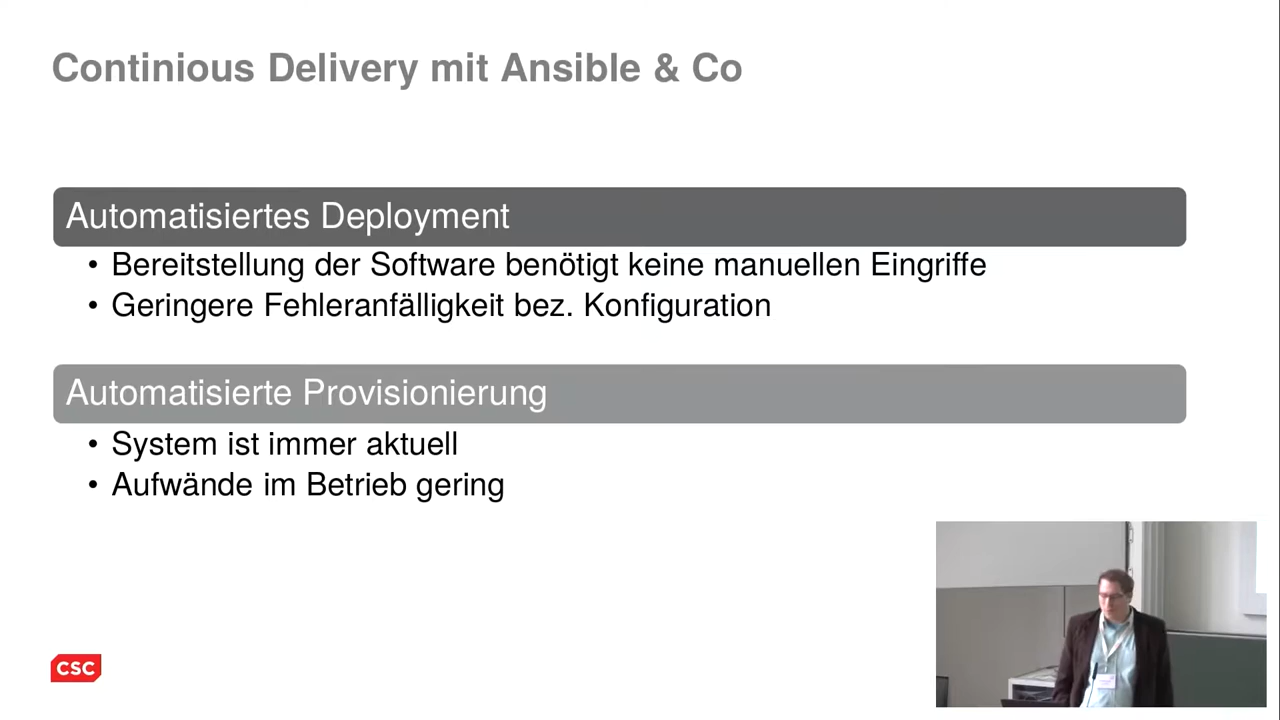 Continious Delivery mit Ansible & Co
Automatisiertes Deployment
• Bereitstellung der Software benötigt keine manuellen Eingriffe
• Geringere Fehleranfälligkeit bez. Konfiguration
Automatisierte Provisionierung
• System ist immer aktuell
• Aufwände im Betrieb gering
CSC